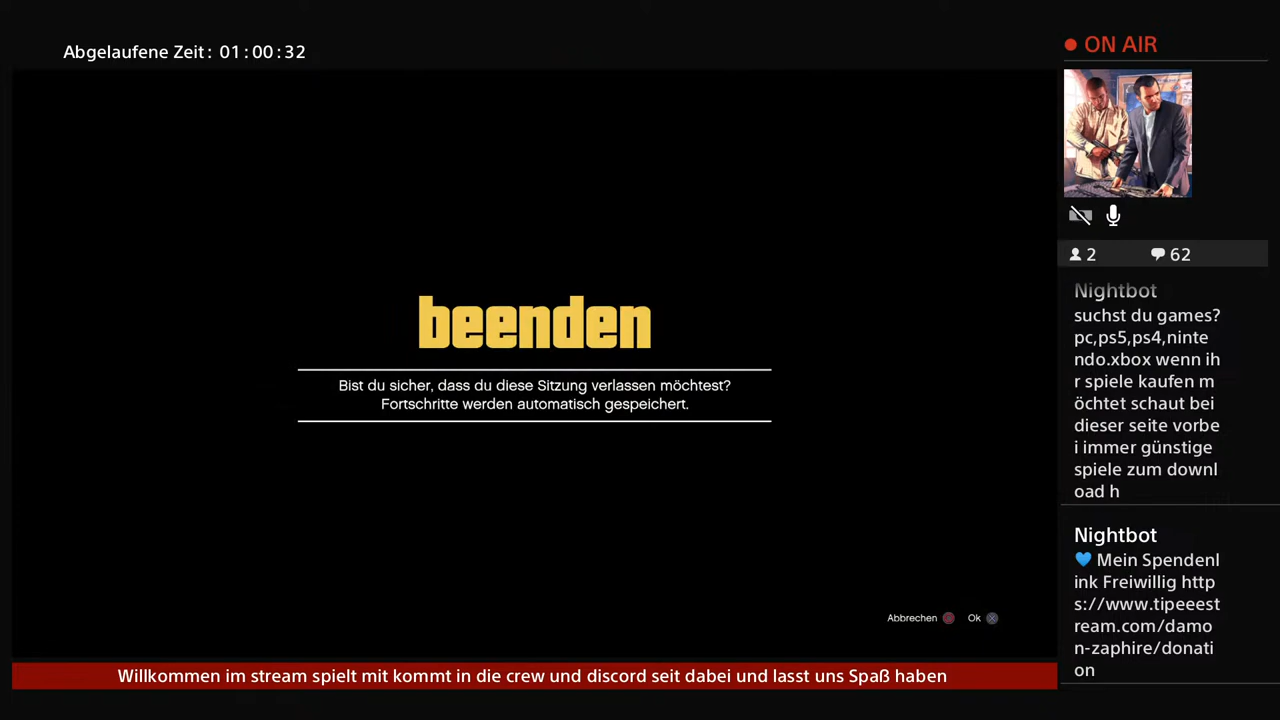 Abgelaufene Zeit: 01:00:32
ON AIR
2 62
beenden
Bist du sicher, dass du diese Sitzung verlassen möchtest?
Fortschritte werden automatisch gespeichert.
Abbrechen Ok
Nightbot
suchst du games?
pc,ps5,ps4,ninte
ndo.xbox wenn ih
r spiele kaufen m
öchtet schaut bei
dieser seite vorbe
i immer günstige
spiele zum downl
oad h
Nightbot
💙 Mein Spendenl
ink Freiwillig http
s://www.tipeeest
ream.com/damo
n-zaphire/donati
on
Willkommen im stream spielt mit kommt in die crew und discord seit dabei und lasst uns Spaß haben